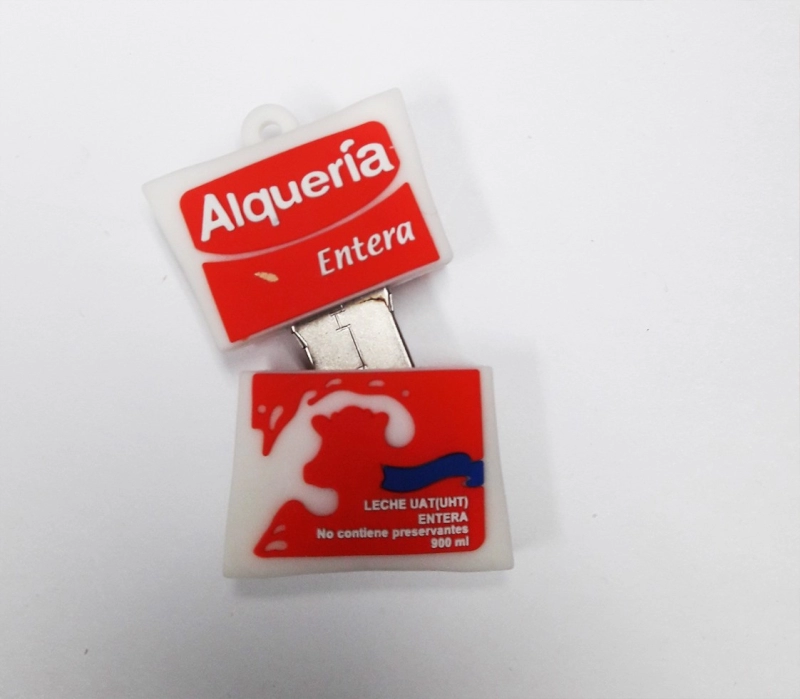 Alquería
Entera
LECHE UAT(UHT)
ENTERA
No contiene preservantes
900 ml